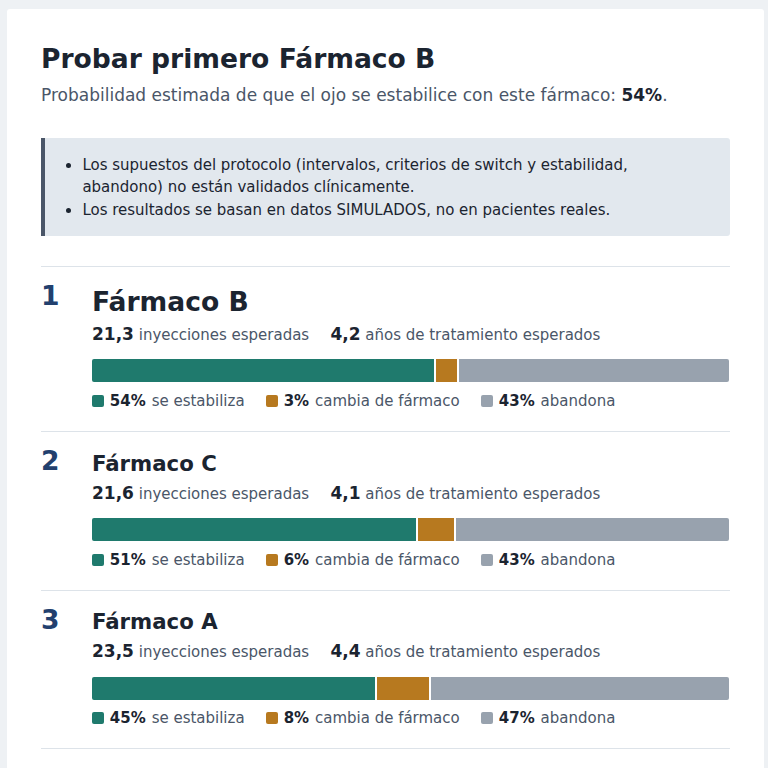 Probar primero Fármaco B
Probabilidad estimada de que el ojo se estabilice con este fármaco: 54%.
• Los supuestos del protocolo (intervalos, criterios de switch y estabilidad,
abandono) no están validados clínicamente.
• Los resultados se basan en datos SIMULADOS, no en pacientes reales.
1 Fármaco B
21,3 inyecciones esperadas 4,2 años de tratamiento esperados
54% se estabiliza 3% cambia de fármaco 43% abandona
2 Fármaco C
21,6 inyecciones esperadas 4,1 años de tratamiento esperados
51% se estabiliza 6% cambia de fármaco 43% abandona
3 Fármaco A
23,5 inyecciones esperadas 4,4 años de tratamiento esperados
45% se estabiliza 8% cambia de fármaco 47% abandona